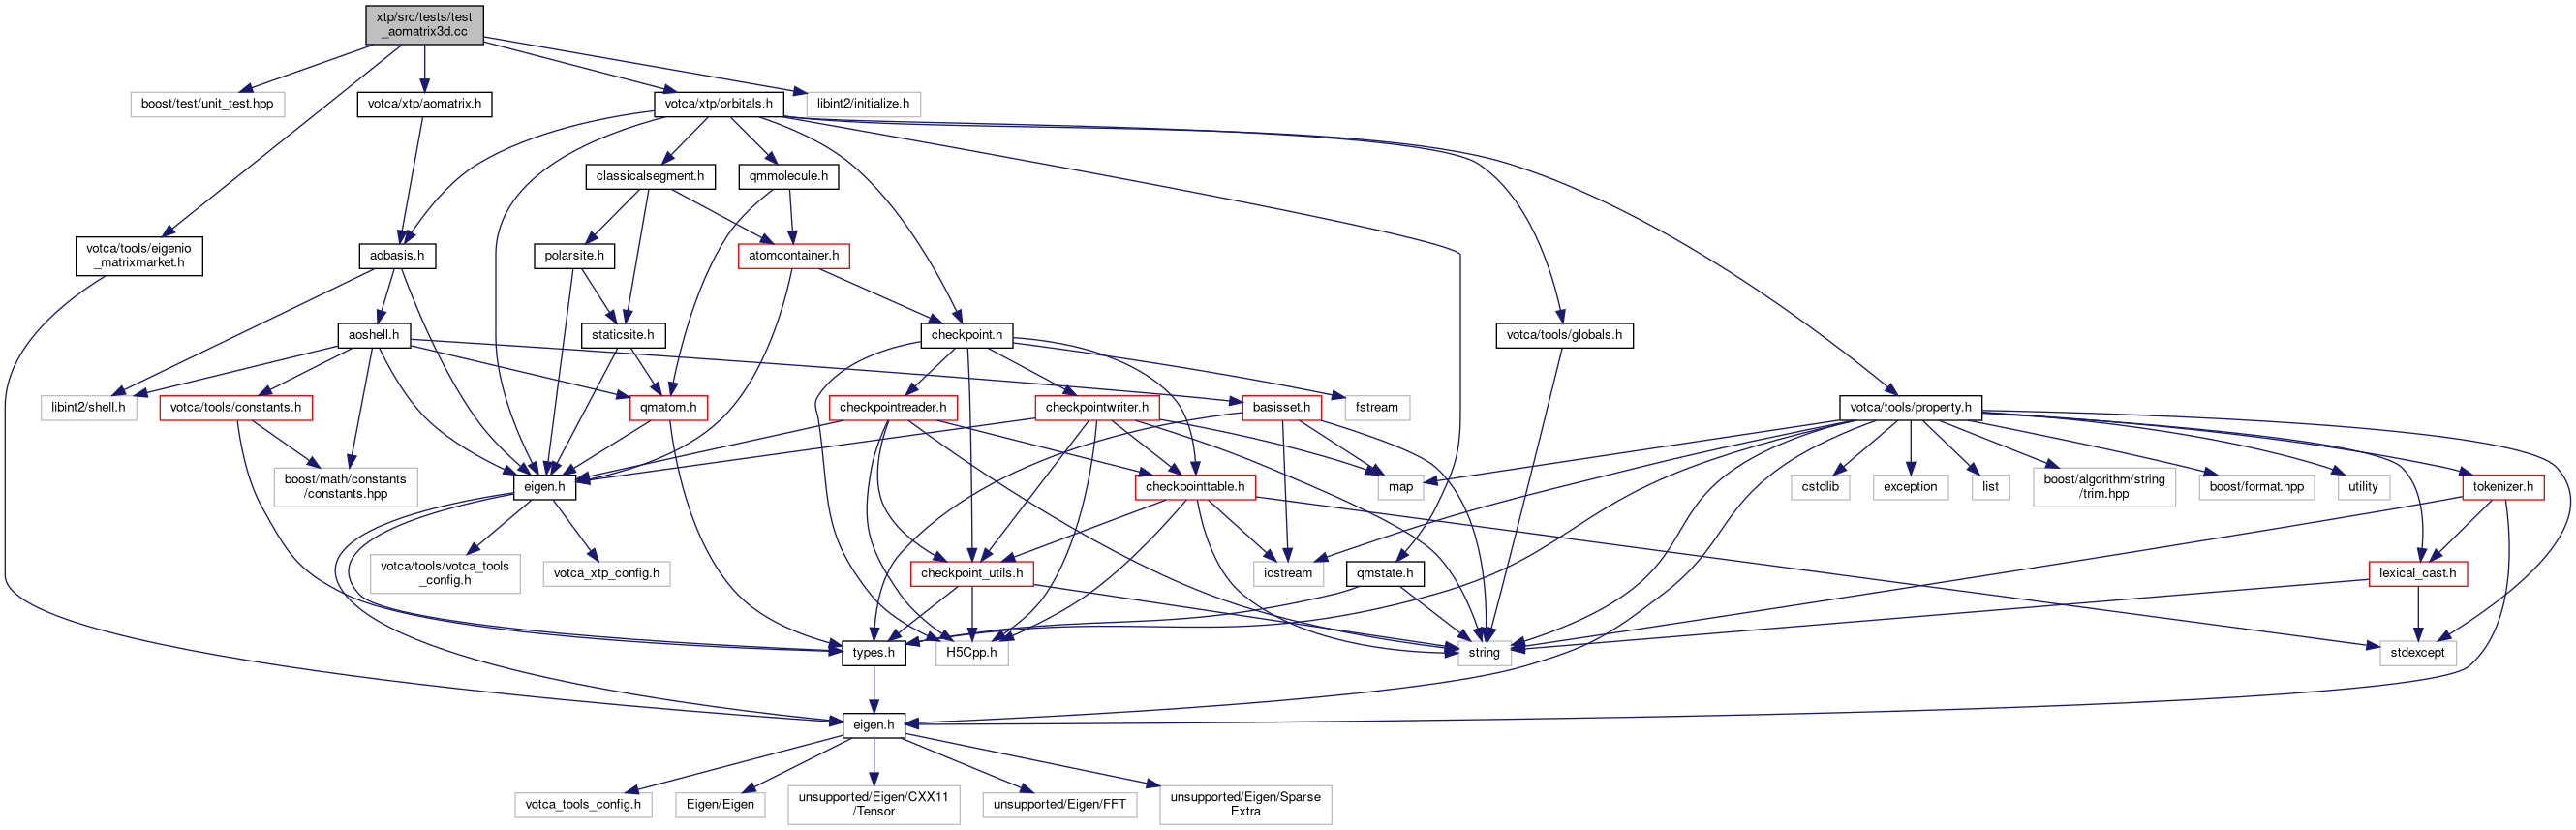 xtp/src/tests/test
_aomatrix3d.cc
boost/test/unit_test.hpp
votca/xtp/aomatrix.h
votca/xtp/orbitals.h
libint2/initialize.h
classicalsegment.h
qmmolecule.h
votca/tools/eigenio
_matrixmarket.h
aobasis.h
polarsite.h
atomcontainer.h
aoshell.h
staticsite.h
checkpoint.h
votca/tools/globals.h
libint2/shell.h
votca/tools/constants.h
qmatom.h
checkpointreader.h
checkpointwriter.h
basisset.h
fstream
votca/tools/property.h
boost/math/constants
/constants.hpp
eigen.h
checkpointtable.h
map
cstdlib
exception
list
boost/algorithm/string
/trim.hpp
boost/format.hpp
utility
tokenizer.h
votca/tools/votca_tools
_config.h
votca_xtp_config.h
checkpoint_utils.h
iostream
qmstate.h
lexical_cast.h
types.h
H5Cpp.h
string
stdexcept
eigen.h
votca_tools_config.h
Eigen/Eigen
unsupported/Eigen/CXX11
/Tensor
unsupported/Eigen/FFT
unsupported/Eigen/Sparse
Extra